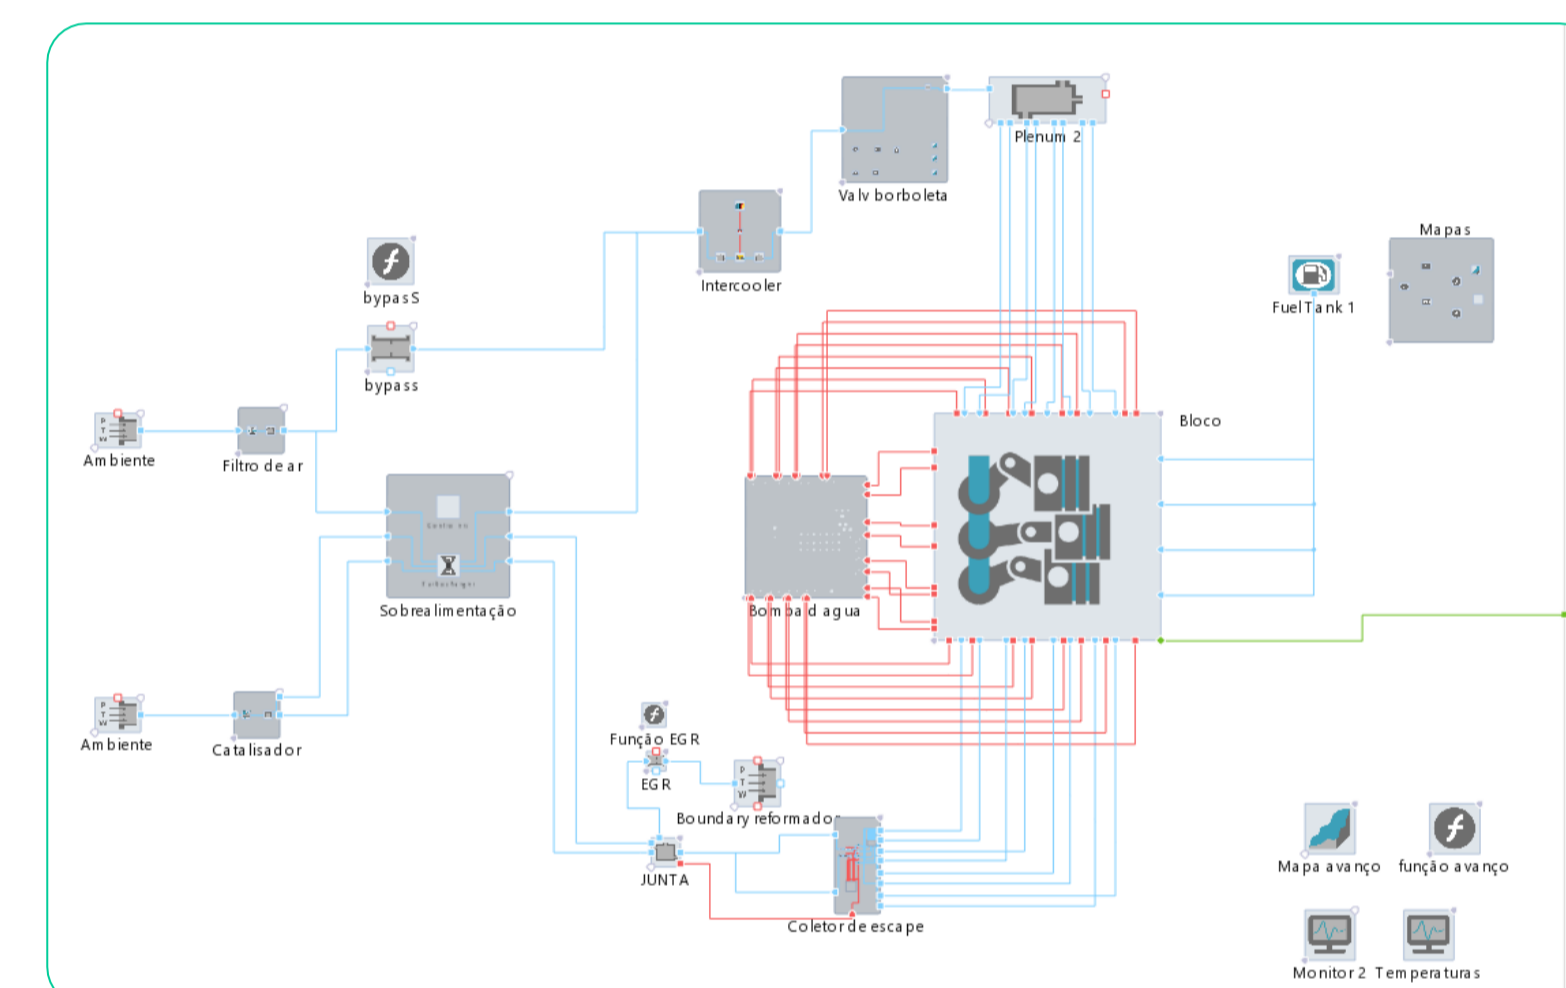 Plenum 2
Valv borboleta
Mapas
Intercooler
bypasS
FuelTank 1
bypass
Bloco
P
T
W
Ambiente
Filtro de ar
Sobrealimentação
Bomba d agua
P
T
W
Ambiente
Catalisador
Função EGR
EGR
P
T
W
Boundary reformador
JUNTA
Mapa avanço
função avanço
Coletor de escape
Monitor 2
Temperaturas